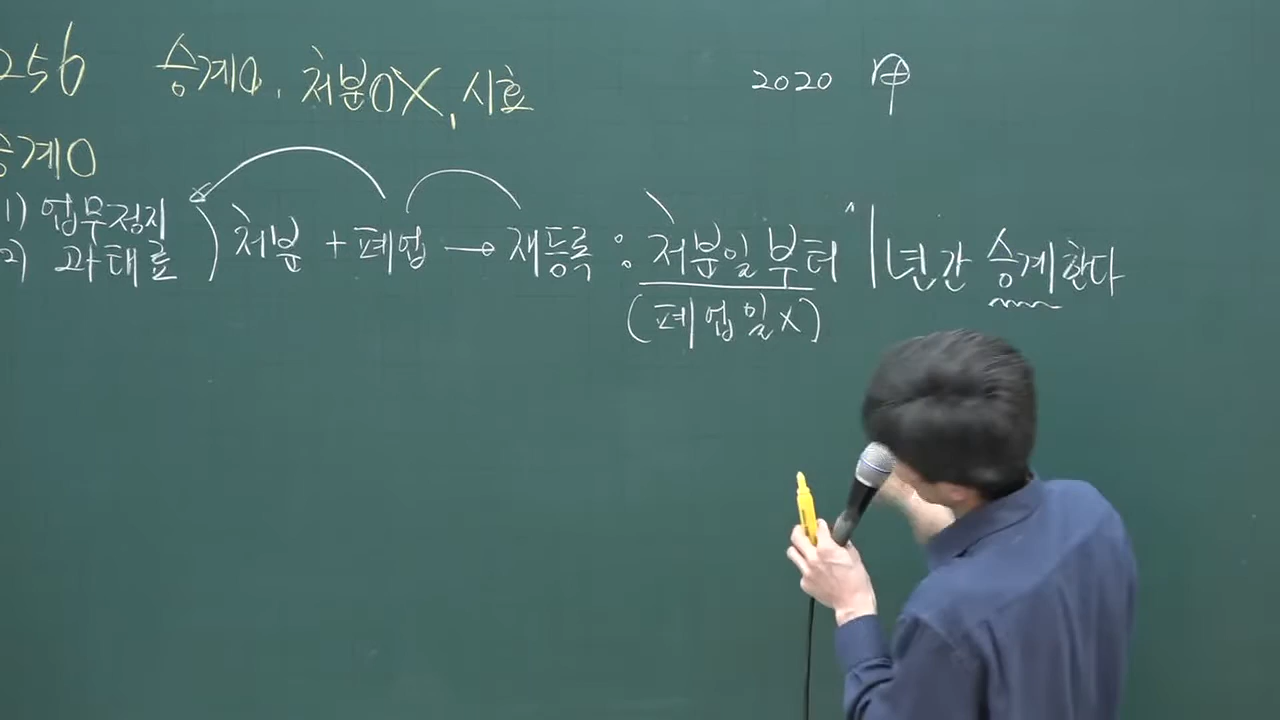 256 승계O, 처분OX, 시효
2020 甲
승계O
1) 업무정지
2) 과태료
) 처분 + 폐업 → 재등록 : 처분일부터 1년간 승계한다
(폐업일X)